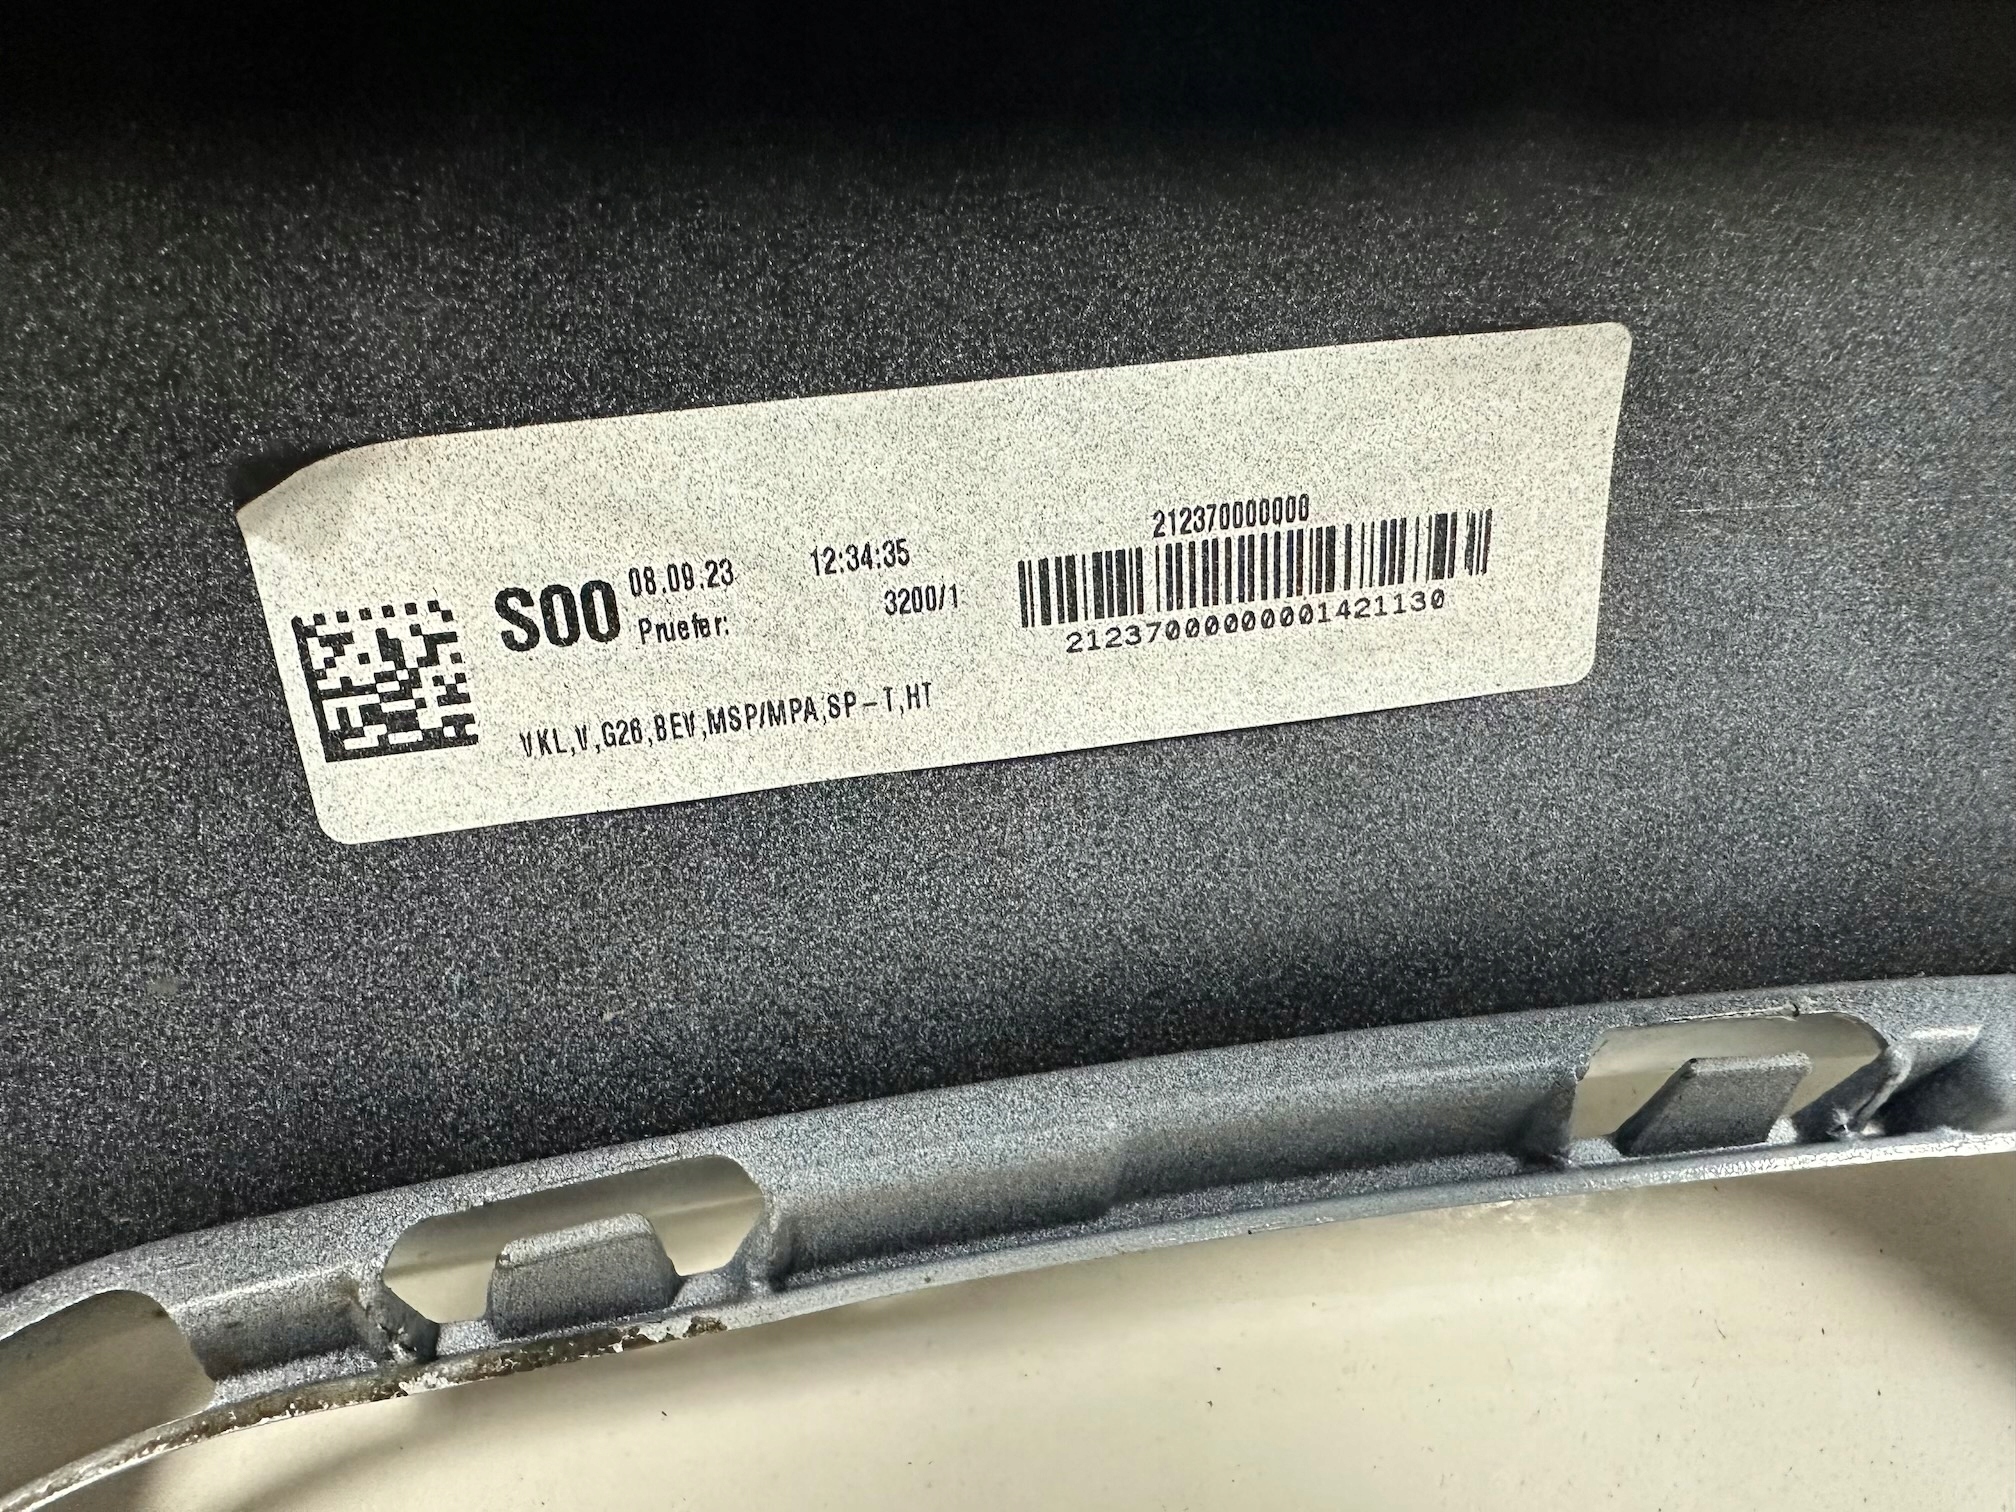 S00 08.09.23 12:34:35
Pruefer: 3200/1
212370000000
212370000000001421130
VKL,V,G26,BEV,MSP/MPA,SP-T,HT